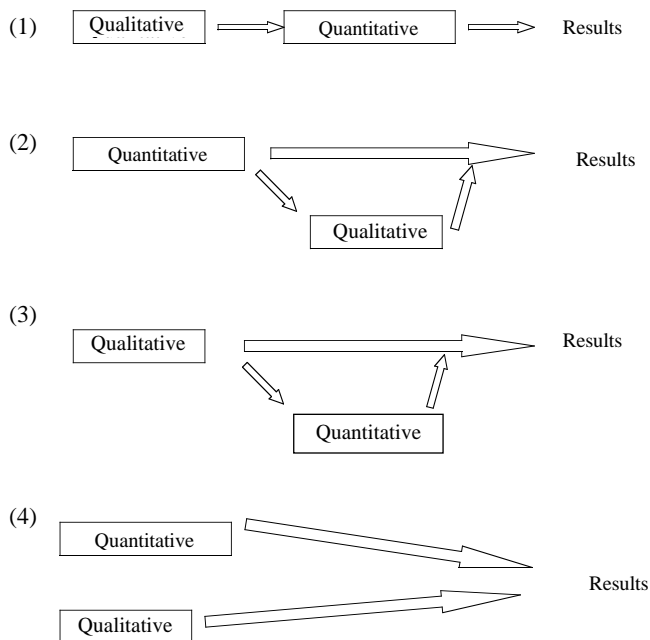 (1) Qualitative Quantitative Results
(2) Quantitative Results
Qualitative
(3) Qualitative Results
Quantitative
(4) Quantitative
Results
Qualitative